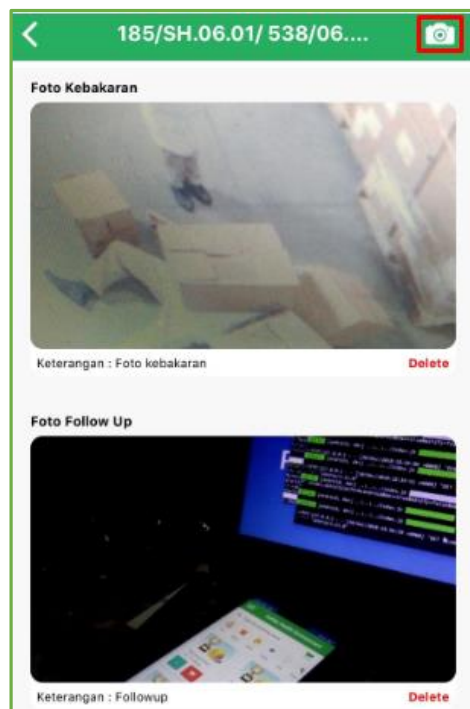 185/SH.06.01/ 538/06....
Foto Kebakaran
Keterangan : Foto kebakaran
Delete
Foto Follow Up
Keterangan : Followup
Delete